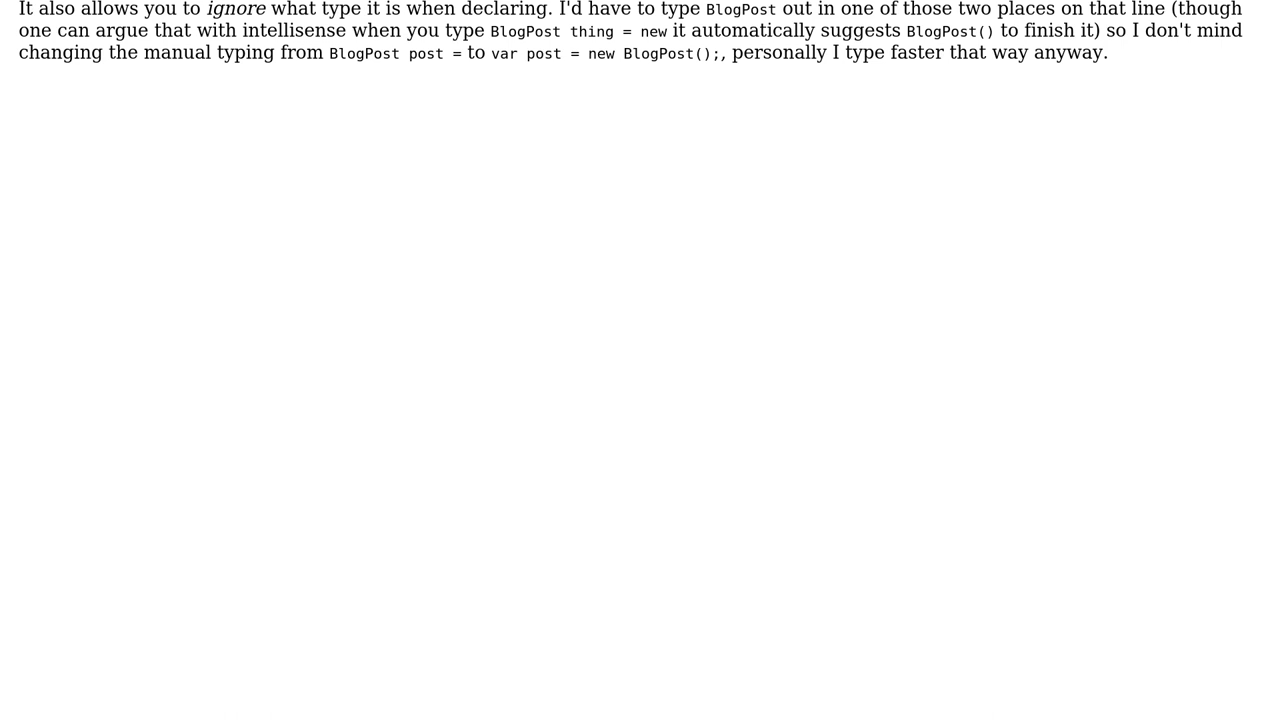 It also allows you to ignore what type it is when declaring. I'd have to type BlogPost out in one of those two places on that line (though
one can argue that with intellisense when you type BlogPost thing = new it automatically suggests BlogPost() to finish it) so I don't mind
changing the manual typing from BlogPost post = to var post = new BlogPost();, personally I type faster that way anyway.